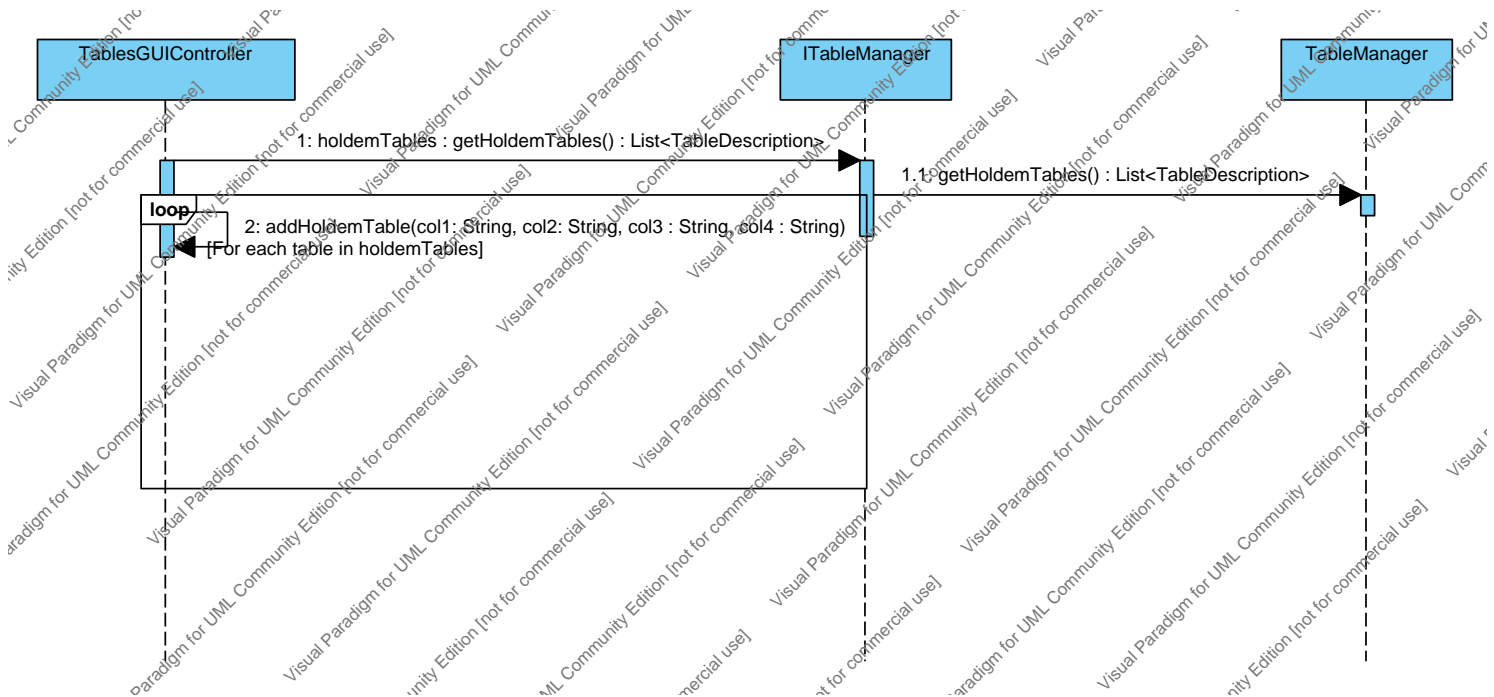 TablesGUIController
ITableManager
TableManager
1: holdemTables : getHoldemTables() : List<TableDescription>
1.1: getHoldemTables() : List<TableDescription>
loop
2: addHoldemTable(col1: String, col2: String, col3 : String, col4 : String)
[For each table in holdemTables]
Visual Paradigm for UML Community Edition [not for commercial use]